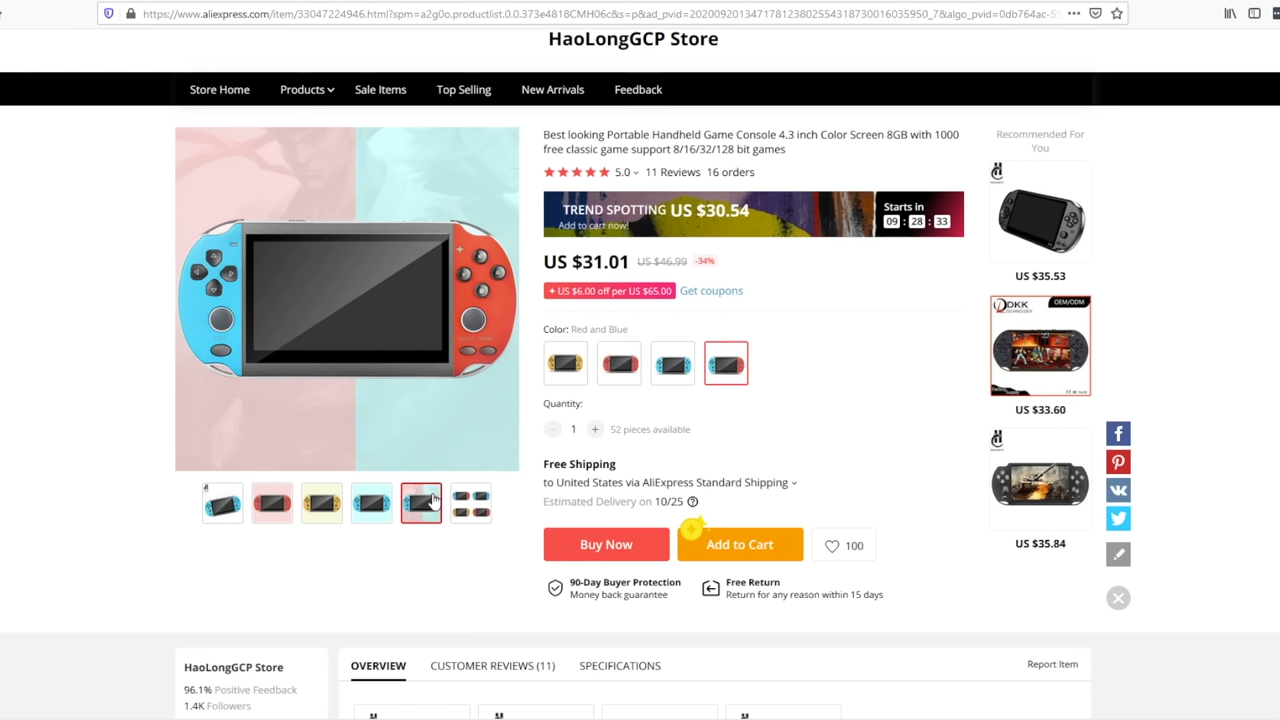 https://www.aliexpress.com/item/33047224946.html?spm=a2g0o.productlist.0.0.373e4818CMH06c&s=p&ad_pvid=202009201347178123802554318730016035950_7&algo_pvid=0db764ac-5
HaoLongGCP Store
Store Home Products Sale Items Top Selling New Arrivals Feedback
Best looking Portable Handheld Game Console 4.3 inch Color Screen 8GB with 1000
free classic game support 8/16/32/128 bit games
5.0 11 Reviews 16 orders
TREND SPOTTING US $30.54
Add to cart now!
Starts in
09 : 28 : 33
US $31.01 US $46.99 -34%
US $6.00 off per US $65.00 Get coupons
Color: Red and Blue
Quantity:
1 52 pieces available
Free Shipping
to United States via AliExpress Standard Shipping
Estimated Delivery on 10/25
Buy Now Add to Cart 100
90-Day Buyer Protection
Money back guarantee
Free Return
Return for any reason within 15 days
Recommended For
You
US $35.53
DKK
TECHNOLOGY
OEM/ODM
US $33.60
US $35.84
HaoLongGCP Store
96.1% Positive Feedback
1.4K Followers
OVERVIEW CUSTOMER REVIEWS (11) SPECIFICATIONS
Report Item